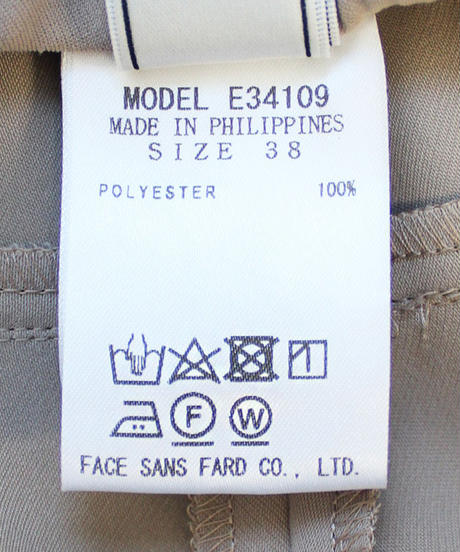 MODEL E34109
MADE IN PHILIPPINES
SIZE 38
POLYESTER 100%
F W
FACE SANS FARD CO., LTD.